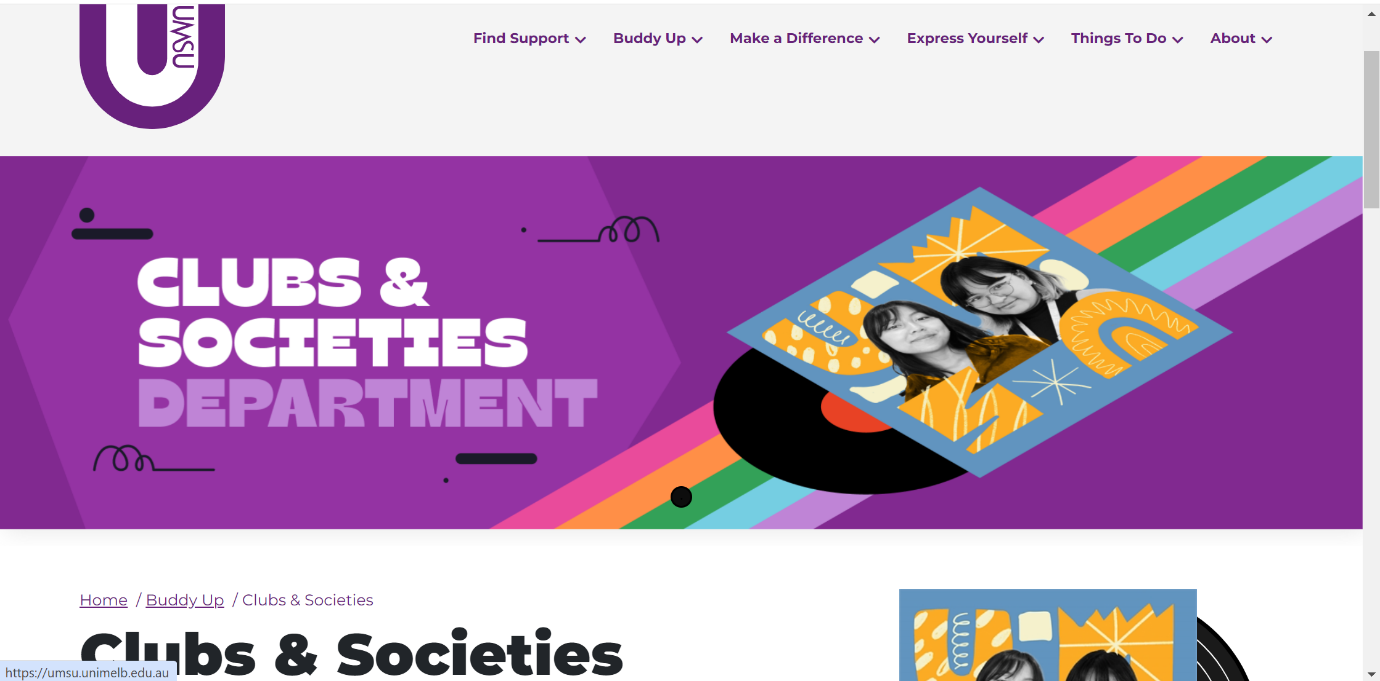 UMSU
Find Support Buddy Up Make a Difference Express Yourself Things To Do About
CLUBS &
SOCIETIES
DEPARTMENT
Home / Buddy Up / Clubs & Societies
Clubs & Societies
https://umsu.unimelb.edu.au